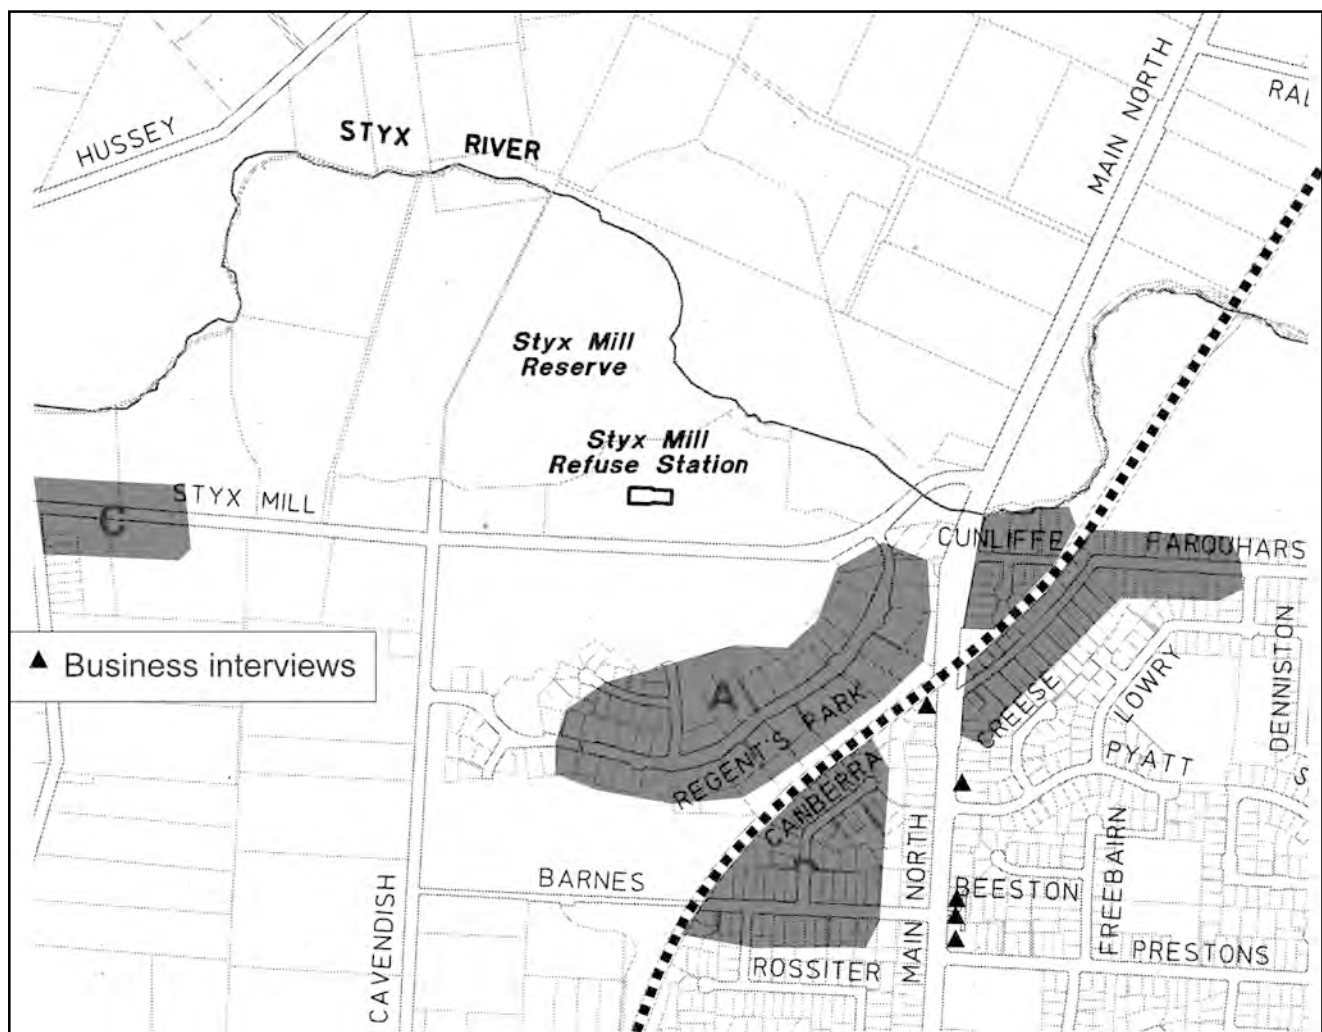 MAIN NORTH
RAL
HUSSEY
STYX RIVER
Styx Mill
Reserve
Styx Mill
Refuse Station
STYX MILL
C
CUNLIFFE
FARQUHARS
▲ Business interviews
A
REGENT'S PARK
CREESE
LOWRY
DENNISTON
PYATT
S
CANBERRA
BARNES
MAIN NORTH
BEESTON
FREEBAIRN
CAVENDISH
ROSSITER
PRESTONS